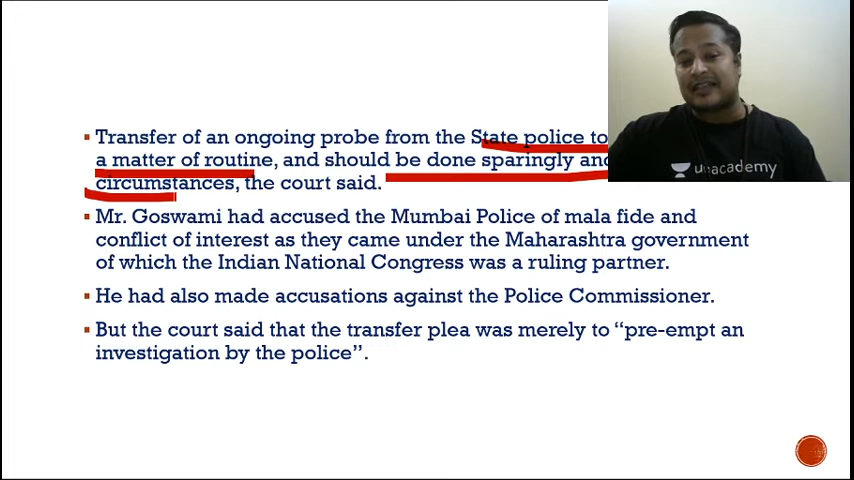 Transfer of an ongoing probe from the State police to
a matter of routine, and should be done sparingly and
circumstances, the court said.
Mr. Goswami had accused the Mumbai Police of mala fide and
conflict of interest as they came under the Maharashtra government
of which the Indian National Congress was a ruling partner.
He had also made accusations against the Police Commissioner.
But the court said that the transfer plea was merely to “pre-empt an
investigation by the police”.
unacademy